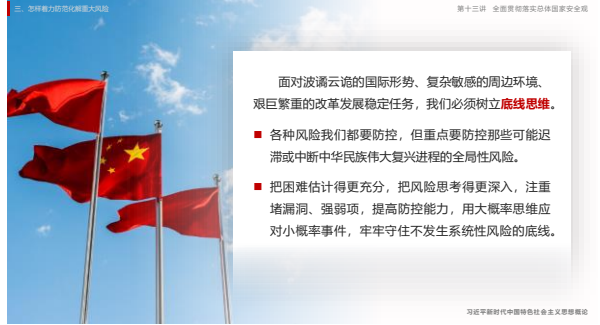 三、怎样着力防范化解重大风险
第十三讲 全面贯彻落实总体国家安全观
面对波谲云诡的国际形势、复杂敏感的周边环境、
艰巨繁重的改革发展稳定任务，我们必须树立底线思维。
■ 各种风险我们都要防控，但重点要防控那些可能迟
滞或中断中华民族伟大复兴进程的全局性风险。
■ 把困难估计得更充分，把风险思考得更深入，注重
堵漏洞、强弱项，提高防控能力，用大概率思维应
对小概率事件，牢牢守住不发生系统性风险的底线。
习近平新时代中国特色社会主义思想概论